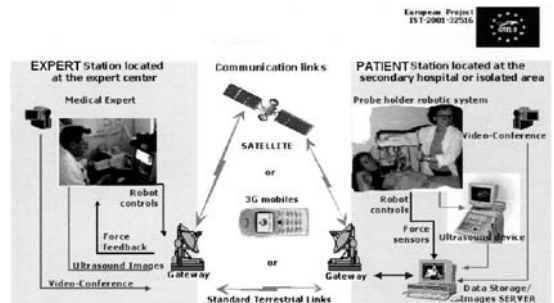 European Project
IST-2001-32516
EXPERT Station located
at the expert center
Communication links
PATIENT Station located at the
secondary hospital or isolated area
Medical Expert
Probe holder robotic system
Video-Conference
SATELLITE
or
3G mobiles
or
Standard Terrestrial Links
Robot
controls
Force
feedback
Ultrasound Images
Video-Conference
Gateway
Robot
controls
Force
sensors
Ultrasound device
Gateway
Data Storage/
Images SERVER